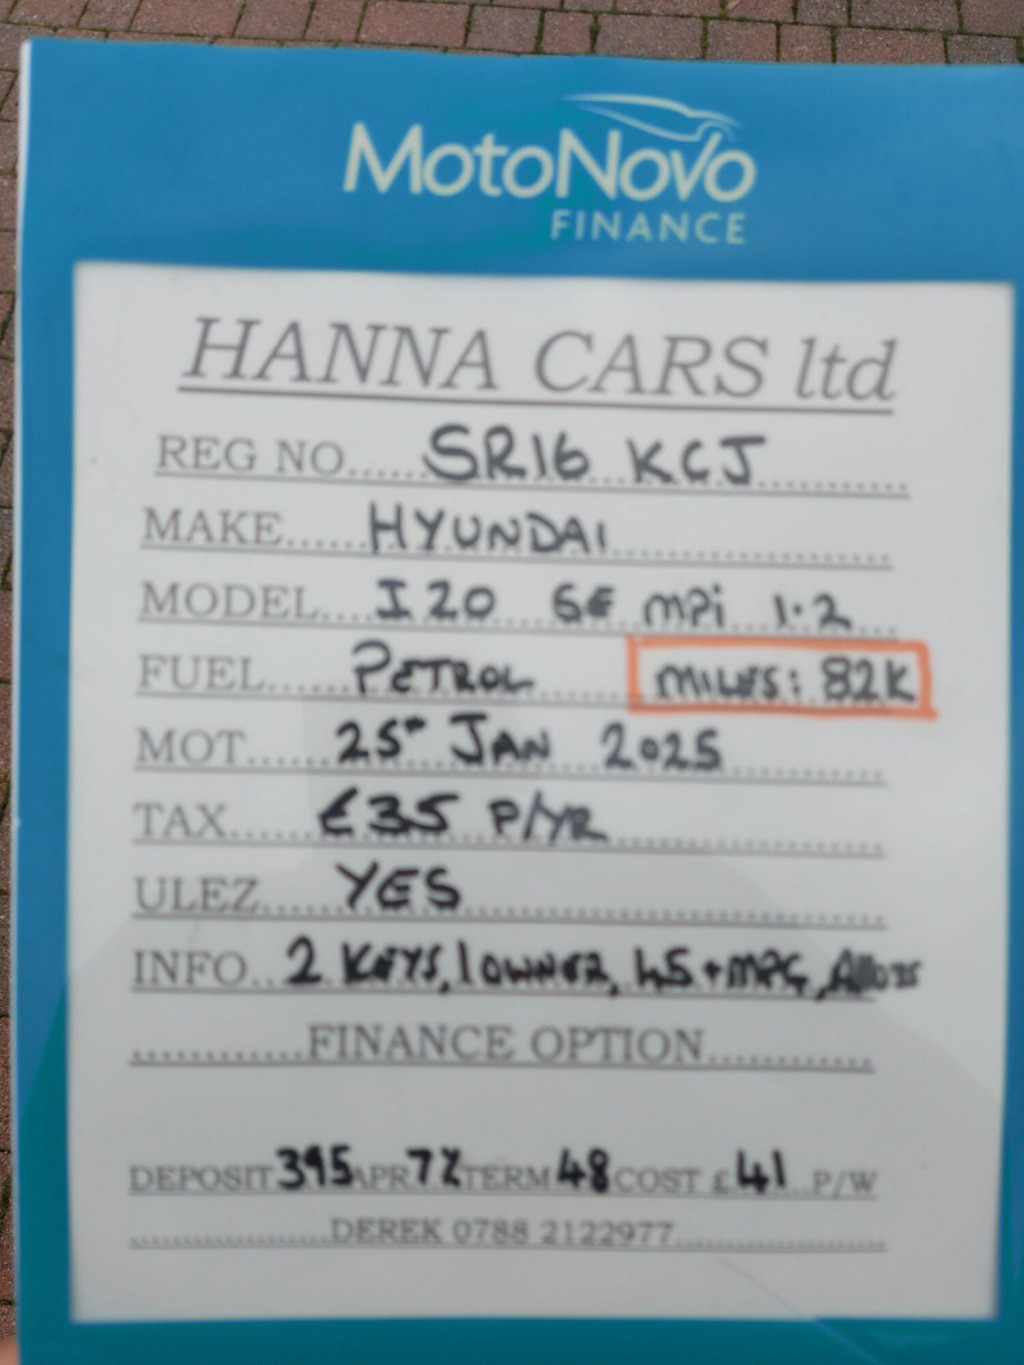 MotoNovo
FINANCE
HANNA CARS ltd
REG NO......SR16 KCJ............
MAKE......HYUNDAI......................
MODEL....I20 SE MPi 1.2....
FUEL......PETROL MILES: 82K
MOT......25th JAN 2025............
TAX......£35 P/YR......................
ULEZ......YES................................
INFO...2 KEYS, 1 OWNER, 45+MPG, Alloys
............FINANCE OPTION............
DEPOSIT 395 APR 7% TERM 48 COST £41...P/W
....................DEREK 0788 2122977......................